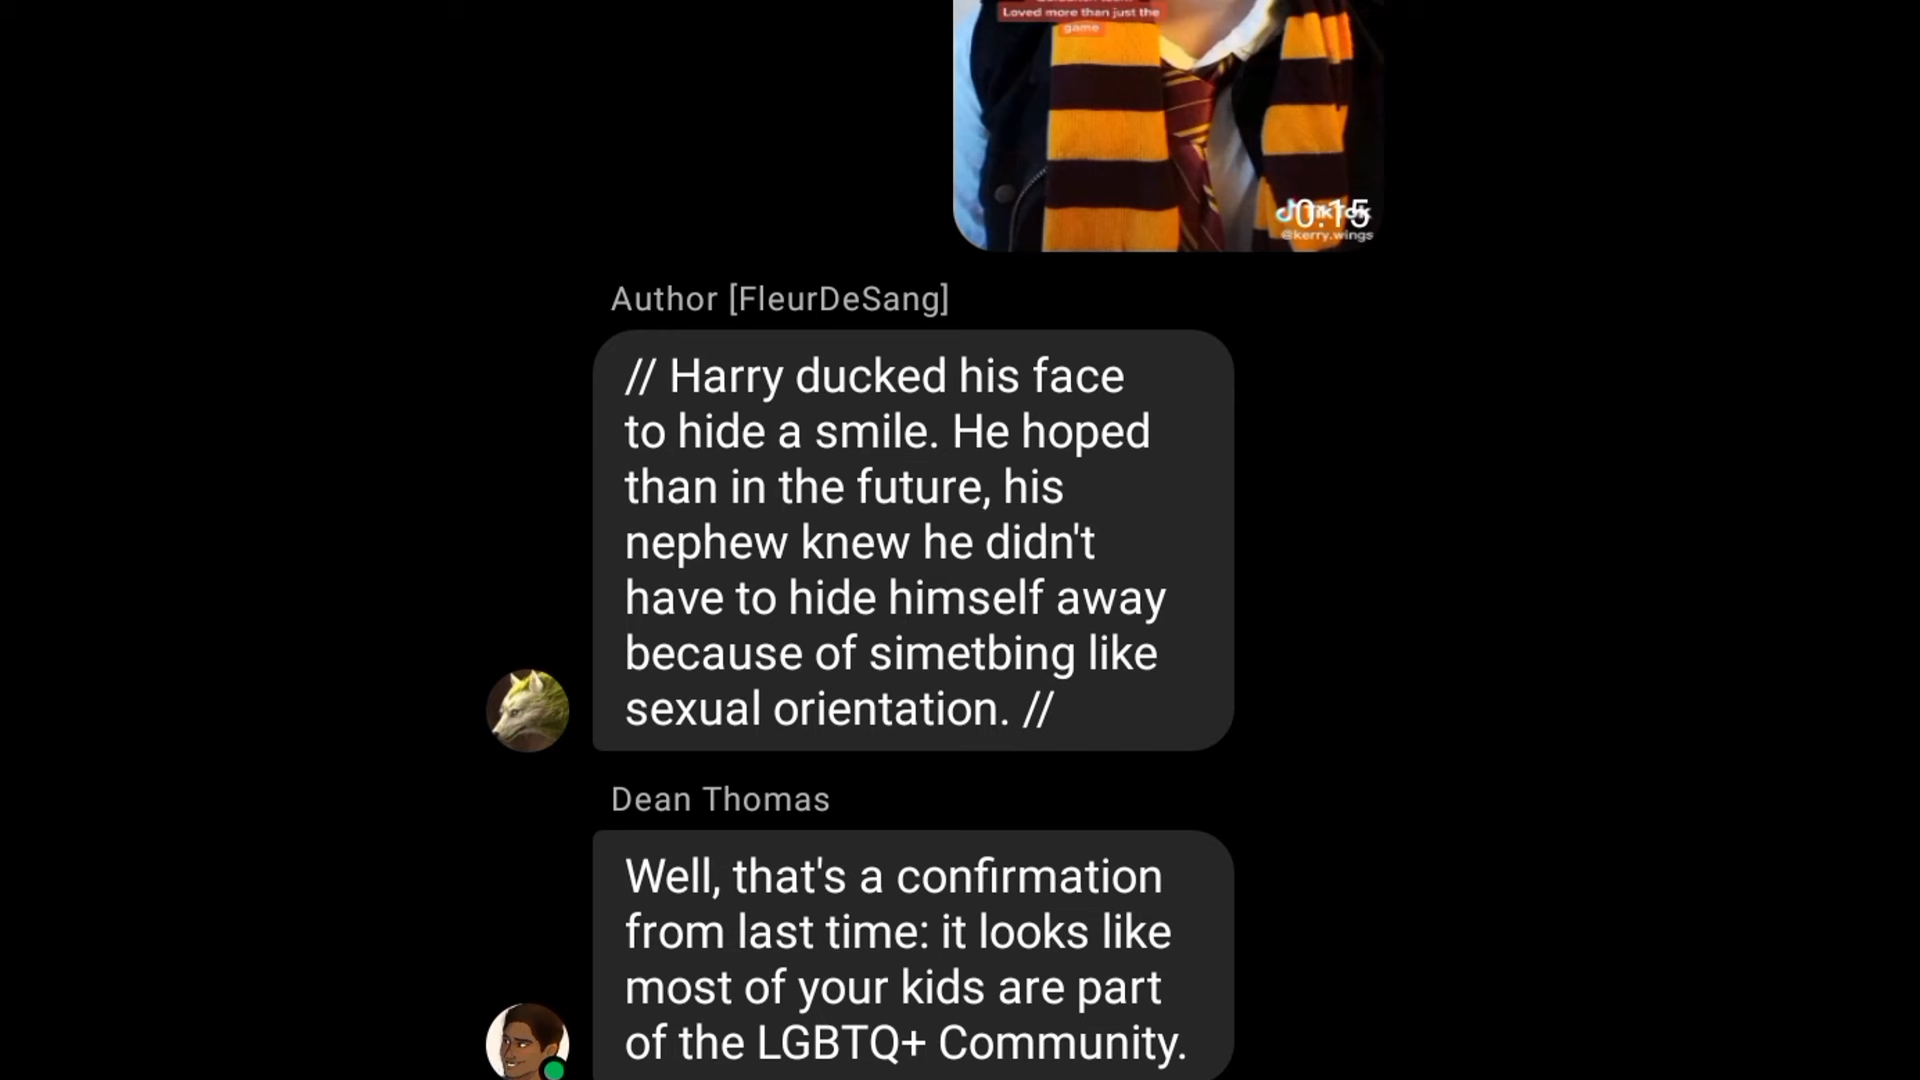 Loved more than just the
game
0:15
TikTok
@kerry.wings
Author [FleurDeSang]
// Harry ducked his face
to hide a smile. He hoped
than in the future, his
nephew knew he didn't
have to hide himself away
because of simetbing like
sexual orientation. //
Dean Thomas
Well, that's a confirmation
from last time: it looks like
most of your kids are part
of the LGBTQ+ Community.